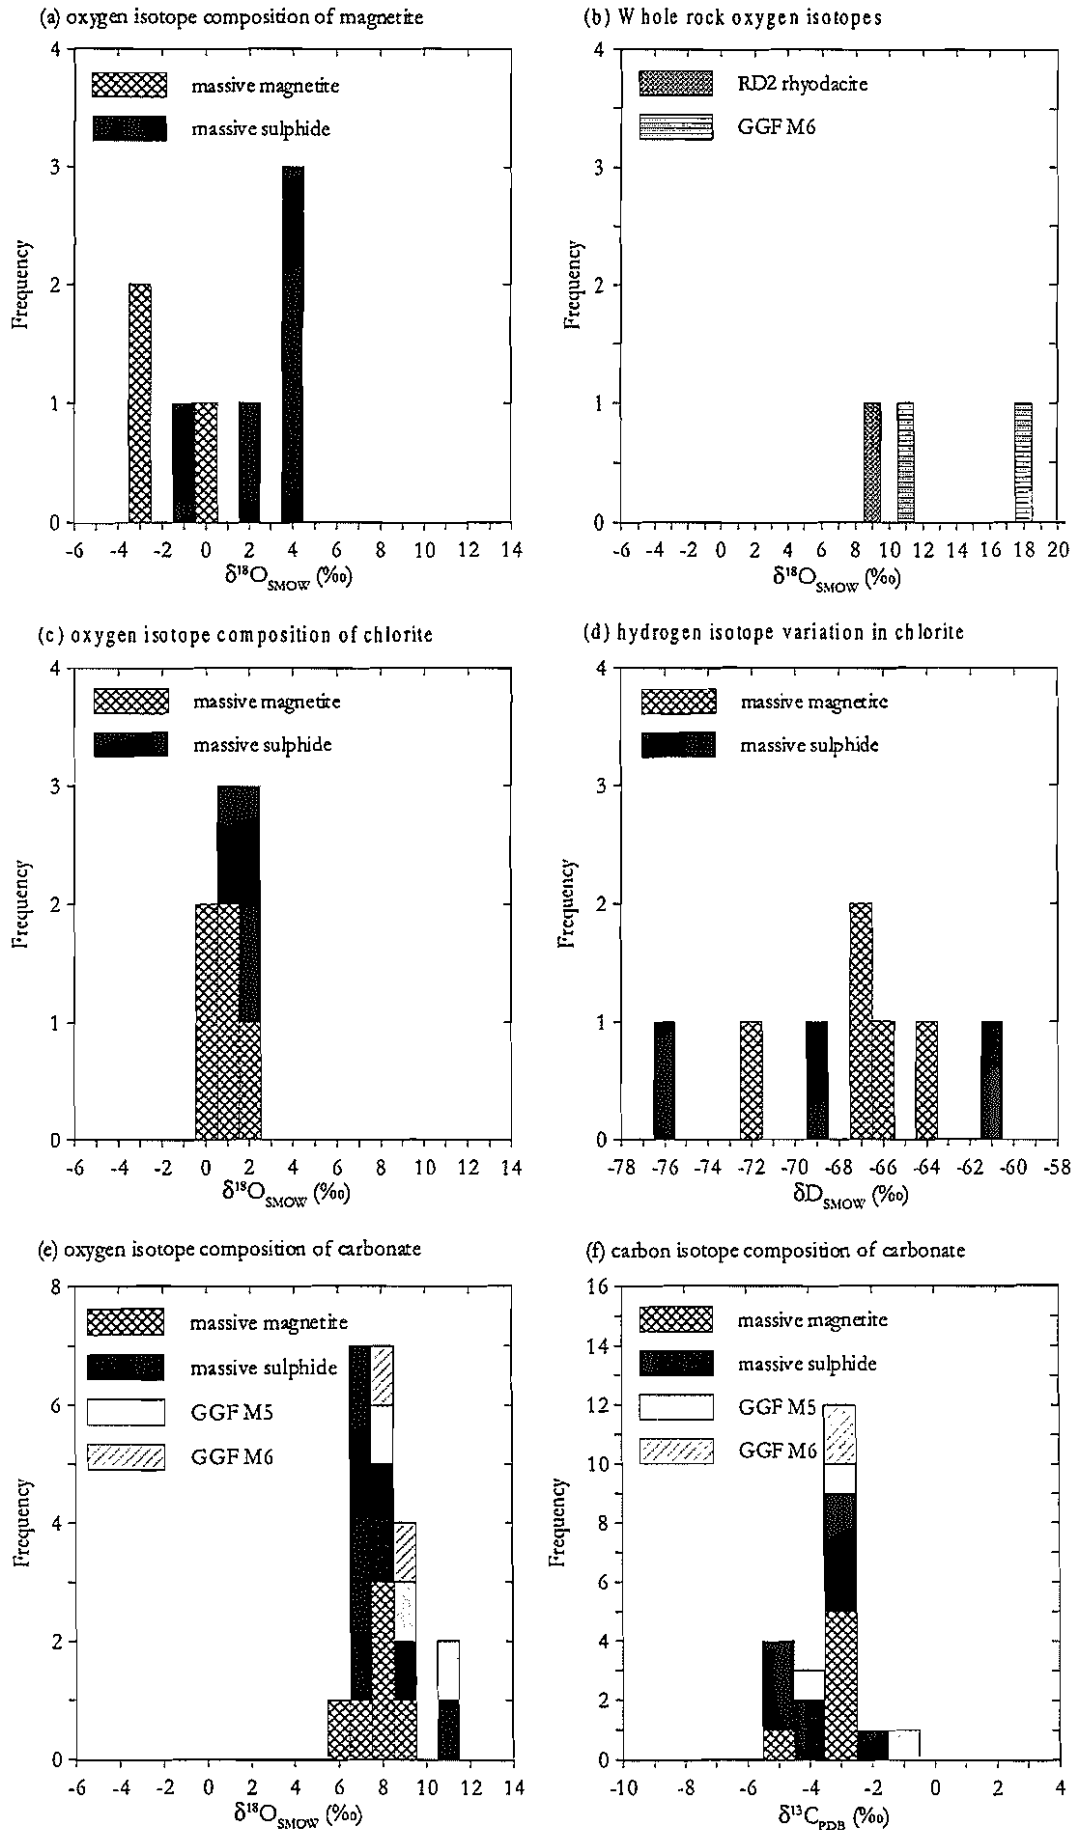 (a) oxygen isotope composition of magnetite
4
3
2
1
0
Frequency
massive magnetite
massive sulphide
-6 -4 -2 0 2 4 6 8 10 12 14
δ¹⁸O_SMOW (‰)
(b) Whole rock oxygen isotopes
4
3
2
1
0
Frequency
RD2 rhyodacite
GGF M6
-6 -4 -2 0 2 4 6 8 10 12 14 16 18 20
δ¹⁸O_SMOW (‰)
(c) oxygen isotope composition of chlorite
4
3
2
1
0
Frequency
massive magnetite
massive sulphide
-6 -4 -2 0 2 4 6 8 10 12 14
δ¹⁸O_SMOW (‰)
(d) hydrogen isotope variation in chlorite
4
3
2
1
0
Frequency
massive magnetite
massive sulphide
-78 -76 -74 -72 -70 -68 -66 -64 -62 -60 -58
δD_SMOW (‰)
(e) oxygen isotope composition of carbonate
8
6
4
2
0
Frequency
massive magnetite
massive sulphide
GGF M5
GGF M6
-6 -4 -2 0 2 4 6 8 10 12 14
δ¹⁸O_SMOW (‰)
(f) carbon isotope composition of carbonate
16
14
12
10
8
6
4
2
0
Frequency
massive magnetite
massive sulphide
GGF M5
GGF M6
-10 -8 -6 -4 -2 0 2 4
δ¹³C_PDB (‰)